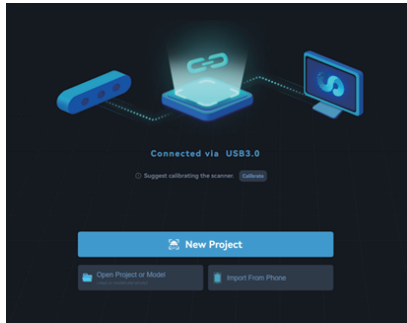 Connected via USB3.0
Suggest calibrating the scanner. Calibrate
New Project
Open Project or Model
Import From Phone